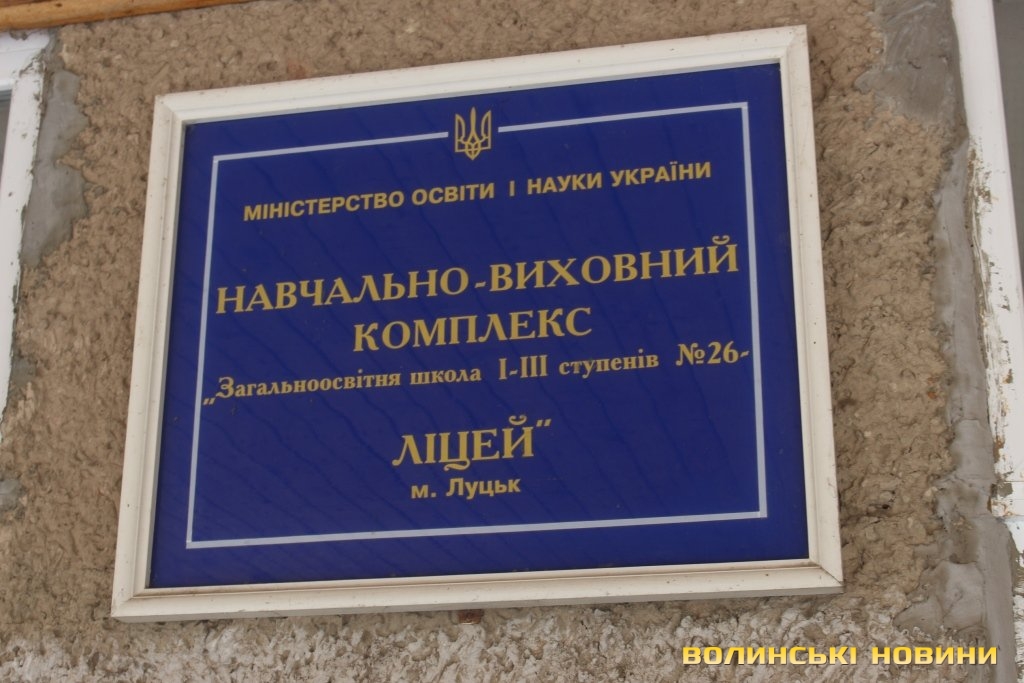 МІНІСТЕРСТВО ОСВІТИ І НАУКИ УКРАЇНИ
НАВЧАЛЬНО-ВИХОВНИЙ
КОМПЛЕКС
„Загальноосвітня школа І-ІІІ ступенів №26-
ЛІЦЕЙ"
м. Луцьк
ВОЛИНСЬКІ НОВИНИ